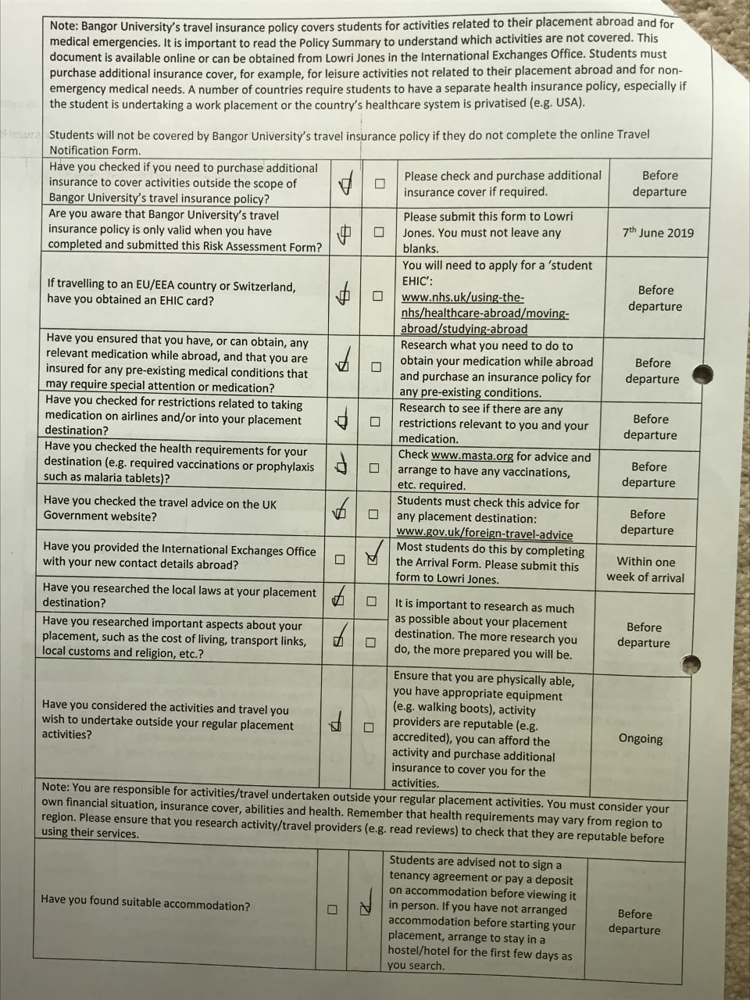 Note: Bangor University's travel insurance policy covers students for activities related to their placement abroad and for
medical emergencies. It is important to read the Policy Summary to understand which activities are not covered. This
document is available online or can be obtained from Lowri Jones in the International Exchanges Office. Students must
purchase additional insurance cover, for example, for leisure activities not related to their placement abroad and for non-
emergency medical needs. A number of countries require students to have a separate health insurance policy, especially if
the student is undertaking a work placement or the country's healthcare system is privatised (e.g. USA).
Students will not be covered by Bangor University's travel insurance policy if they do not complete the online Travel
Notification Form.
Have you checked if you need to purchase additional
insurance to cover activities outside the scope of
Bangor University's travel insurance policy?
Please check and purchase additional
insurance cover if required.
Before
departure
Are you aware that Bangor University's travel
insurance policy is only valid when you have
completed and submitted this Risk Assessment Form?
Please submit this form to Lowri
Jones. You must not leave any
blanks.
7th June 2019
If travelling to an EU/EEA country or Switzerland,
have you obtained an EHIC card?
You will need to apply for a 'student
EHIC':
www.nhs.uk/using-the-
nhs/healthcare-abroad/moving-
abroad/studying-abroad
Before
departure
Have you ensured that you have, or can obtain, any
relevant medication while abroad, and that you are
insured for any pre-existing medical conditions that
may require special attention or medication?
Research what you need to do to
obtain your medication while abroad
and purchase an insurance policy for
any pre-existing conditions.
Before
departure
Have you checked for restrictions related to taking
medication on airlines and/or into your placement
destination?
Research to see if there are any
restrictions relevant to you and your
medication.
Before
departure
Have you checked the health requirements for your
destination (e.g. required vaccinations or prophylaxis
such as malaria tablets)?
Check www.masta.org for advice and
arrange to have any vaccinations,
etc. required.
Before
departure
Have you checked the travel advice on the UK
Government website?
Students must check this advice for
any placement destination:
www.gov.uk/foreign-travel-advice
Before
departure
Have you provided the International Exchanges Office
with your new contact details abroad?
Most students do this by completing
the Arrival Form. Please submit this
form to Lowri Jones.
Within one
week of arrival
Have you researched the local laws at your placement
destination?
Have you researched important aspects about your
placement, such as the cost of living, transport links,
local customs and religion, etc.?
It is important to research as much
as possible about your placement
destination. The more research you
do, the more prepared you will be.
Before
departure
Have you considered the activities and travel you
wish to undertake outside your regular placement
activities?
Ensure that you are physically able,
you have appropriate equipment
(e.g. walking boots), activity
providers are reputable (e.g.
accredited), you can afford the
activity and purchase additional
insurance to cover you for the
activities.
Ongoing
Note: You are responsible for activities/travel undertaken outside your regular placement activities. You must consider your
own financial situation, insurance cover, abilities and health. Remember that health requirements may vary from region to
region. Please ensure that you research activity/travel providers (e.g. read reviews) to check that they are reputable before
using their services.
Have you found suitable accommodation?
Students are advised not to sign a
tenancy agreement or pay a deposit
on accommodation before viewing it
in person. If you have not arranged
accommodation before starting your
placement, arrange to stay in a
hostel/hotel for the first few days as
you search.
Before
departure